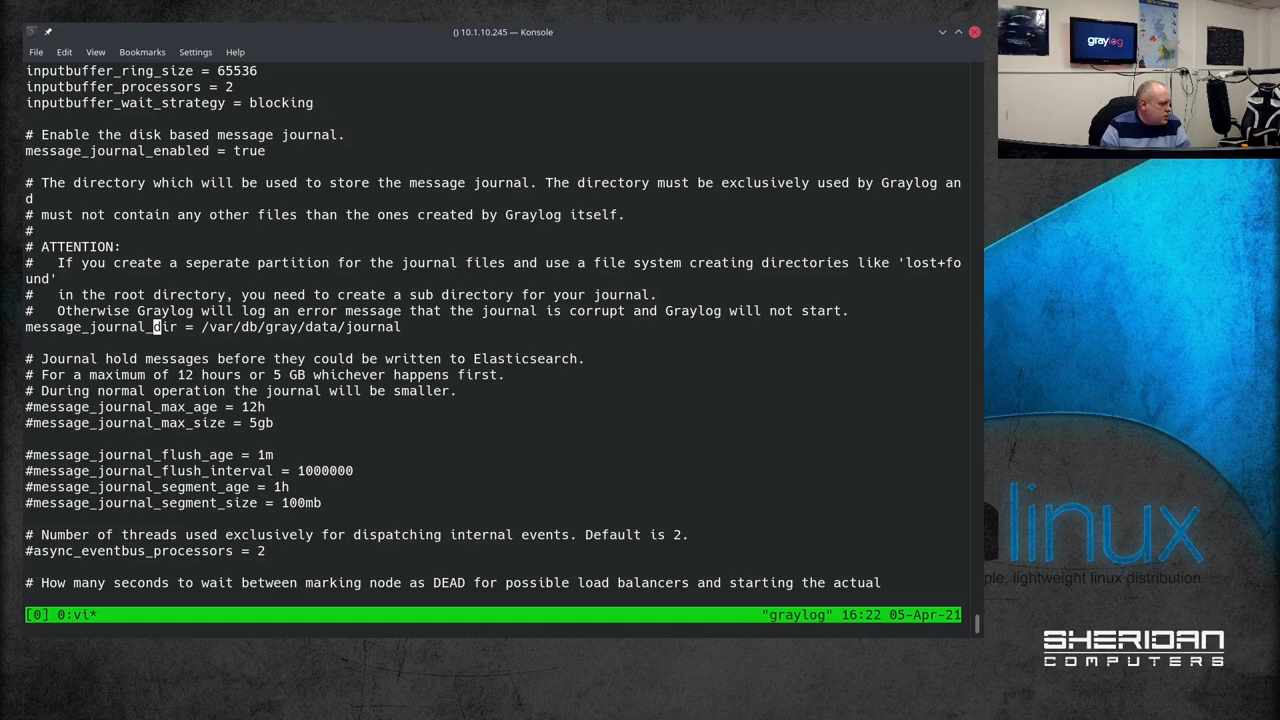 () 10.1.10.245 — Konsole
File Edit View Bookmarks Settings Help
inputbuffer_ring_size = 65536
inputbuffer_processors = 2
inputbuffer_wait_strategy = blocking
# Enable the disk based message journal.
message_journal_enabled = true
# The directory which will be used to store the message journal. The directory must be exclusively used by Graylog an
d
# must not contain any other files than the ones created by Graylog itself.
#
# ATTENTION:
#   If you create a seperate partition for the journal files and use a file system creating directories like 'lost+fo
und'
#   in the root directory, you need to create a sub directory for your journal.
#   Otherwise Graylog will log an error message that the journal is corrupt and Graylog will not start.
message_journal_dir = /var/db/gray/data/journal
# Journal hold messages before they could be written to Elasticsearch.
# For a maximum of 12 hours or 5 GB whichever happens first.
# During normal operation the journal will be smaller.
#message_journal_max_age = 12h
#message_journal_max_size = 5gb
#message_journal_flush_age = 1m
#message_journal_flush_interval = 1000000
#message_journal_segment_age = 1h
#message_journal_segment_size = 100mb
# Number of threads used exclusively for dispatching internal events. Default is 2.
#async_eventbus_processors = 2
# How many seconds to wait between marking node as DEAD for possible load balancers and starting the actual
[0] 0:vi* "graylog" 16:22 05-Apr-21
graylog
linux
ple, lightweight linux distribution.
SHERIDAN
COMPUTERS